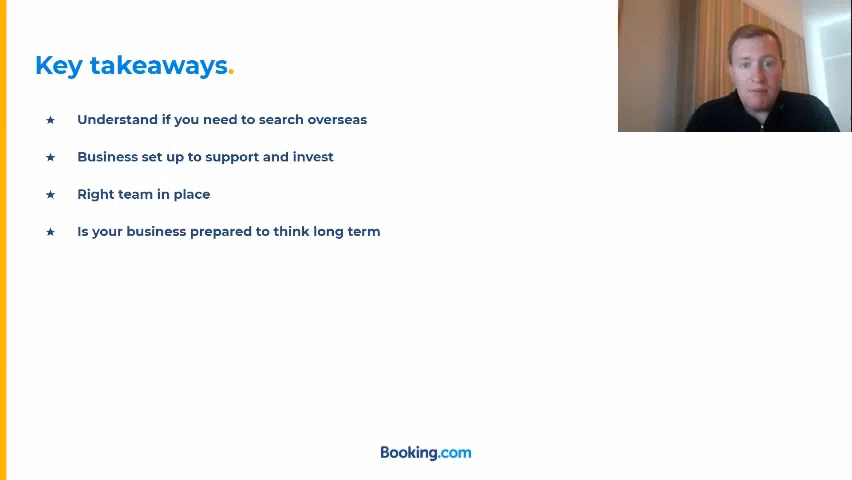 Key takeaways.
★ Understand if you need to search overseas
★ Business set up to support and invest
★ Right team in place
★ Is your business prepared to think long term
Booking.com